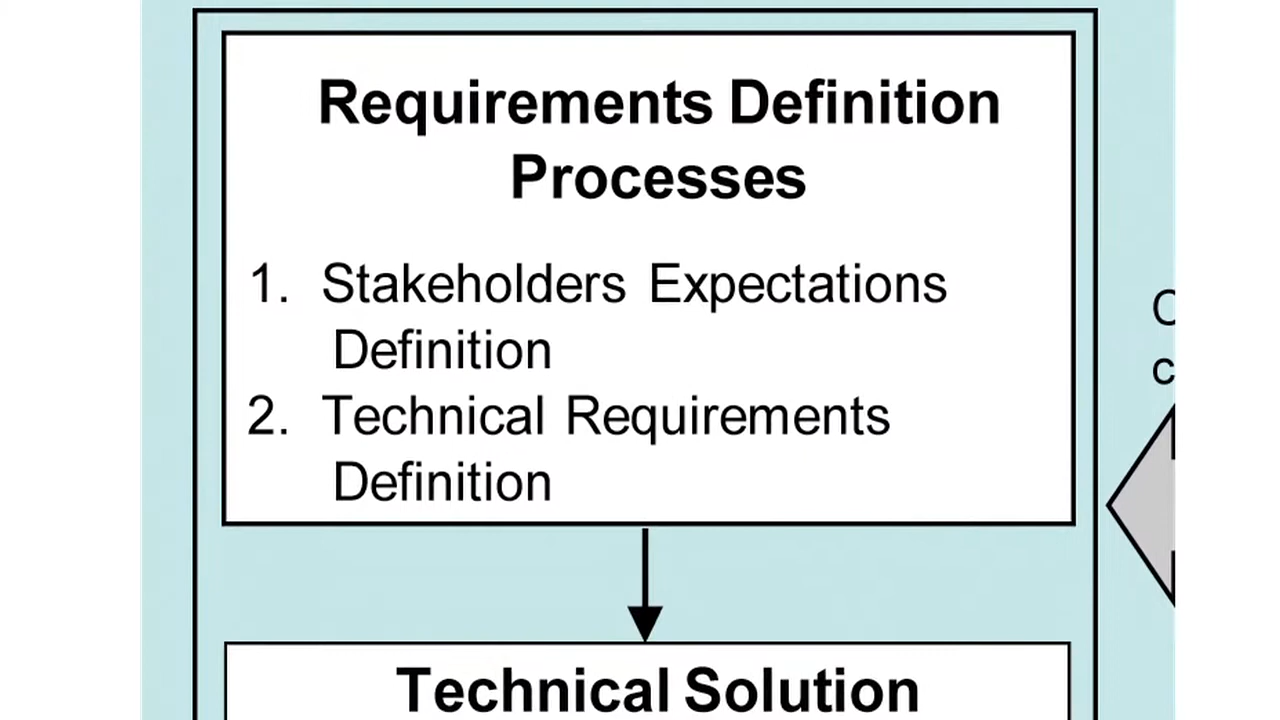 Requirements Definition
Processes
1. Stakeholders Expectations
Definition
2. Technical Requirements
Definition
Technical Solution